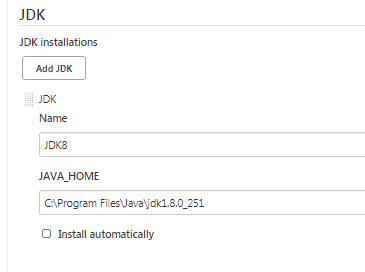 JDK
JDK installations
Add JDK
JDK
Name
JDK8
JAVA_HOME
C:\Program Files\Java\jdk1.8.0_251
Install automatically